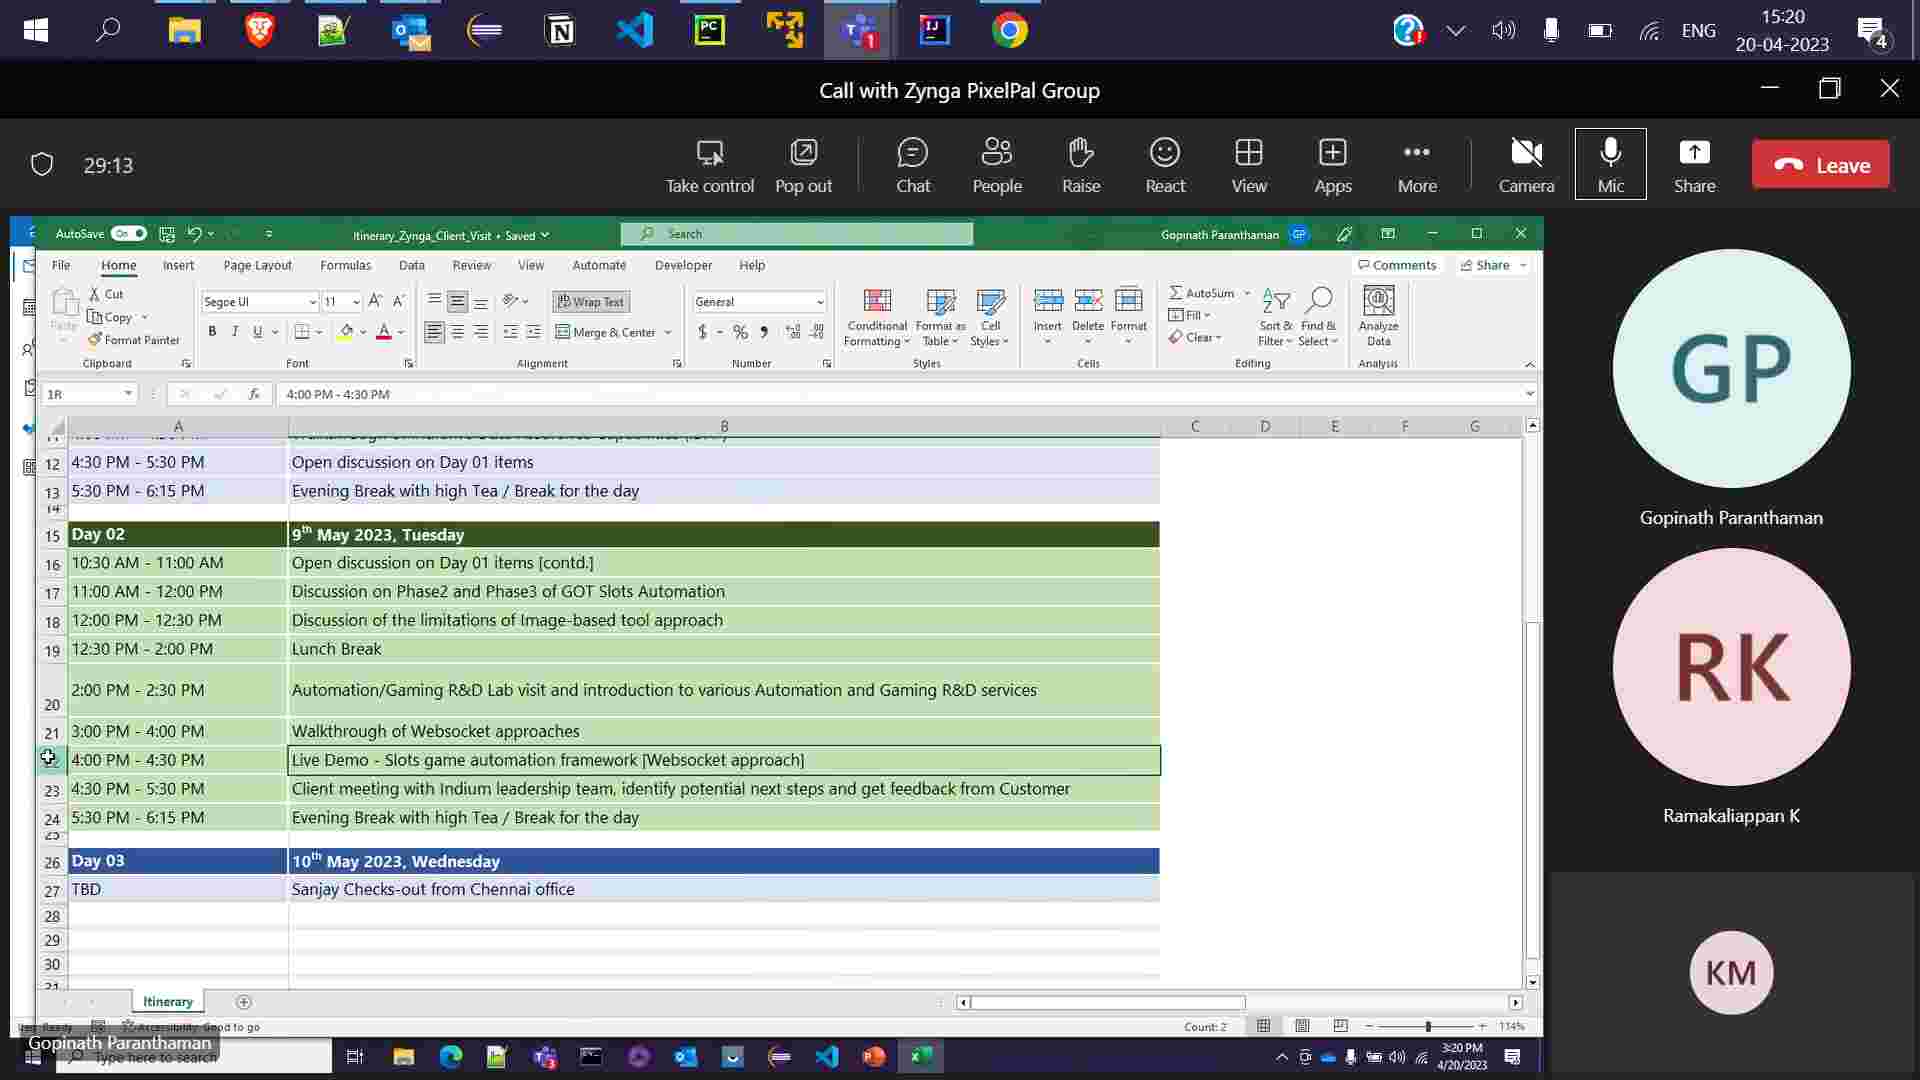 15:20
ENG
20-04-2023
4
Call with Zynga PixelPal Group
29:13
Take control
Pop out
Chat
People
Raise
React
View
Apps
More
Camera
Mic
Share
Leave
AutoSave On
Itinerary_Zynga_Client_Visit • Saved
Search
Gopinath Paranthaman GP
File Home Insert Page Layout Formulas Data Review View Automate Developer Help
Comments Share
Paste
Cut
Copy
Format Painter
Clipboard
Segoe UI 11
B I U
Font
Wrap Text
Merge & Center
Alignment
General
$ % ,
Number
Conditional Formatting
Format as Table
Cell Styles
Styles
Insert
Delete
Format
Cells
AutoSum
Fill
Clear
Sort & Filter
Find & Select
Editing
Analyze Data
Analysis
1R
4:00 PM - 4:30 PM
A B C D E F G
12 4:30 PM - 5:30 PM Open discussion on Day 01 items
13 5:30 PM - 6:15 PM Evening Break with high Tea / Break for the day
14
15 Day 02 9th May 2023, Tuesday
16 10:30 AM - 11:00 AM Open discussion on Day 01 items [contd.]
17 11:00 AM - 12:00 PM Discussion on Phase2 and Phase3 of GOT Slots Automation
18 12:00 PM - 12:30 PM Discussion of the limitations of Image-based tool approach
19 12:30 PM - 2:00 PM Lunch Break
20 2:00 PM - 2:30 PM Automation/Gaming R&D Lab visit and introduction to various Automation and Gaming R&D services
21 3:00 PM - 4:00 PM Walkthrough of Websocket approaches
4:00 PM - 4:30 PM Live Demo - Slots game automation framework [Websocket approach]
23 4:30 PM - 5:30 PM Client meeting with Indium leadership team, identify potential next steps and get feedback from Customer
24 5:30 PM - 6:15 PM Evening Break with high Tea / Break for the day
25
26 Day 03 10th May 2023, Wednesday
27 TBD Sanjay Checks-out from Chennai office
28
29
30
31
Itinerary
Ready
Accessibility: Good to go
Count: 2
114%
Gopinath Paranthaman
Type here to search
3:20 PM
4/20/2023
GP
Gopinath Paranthaman
RK
Ramakaliappan K
KM